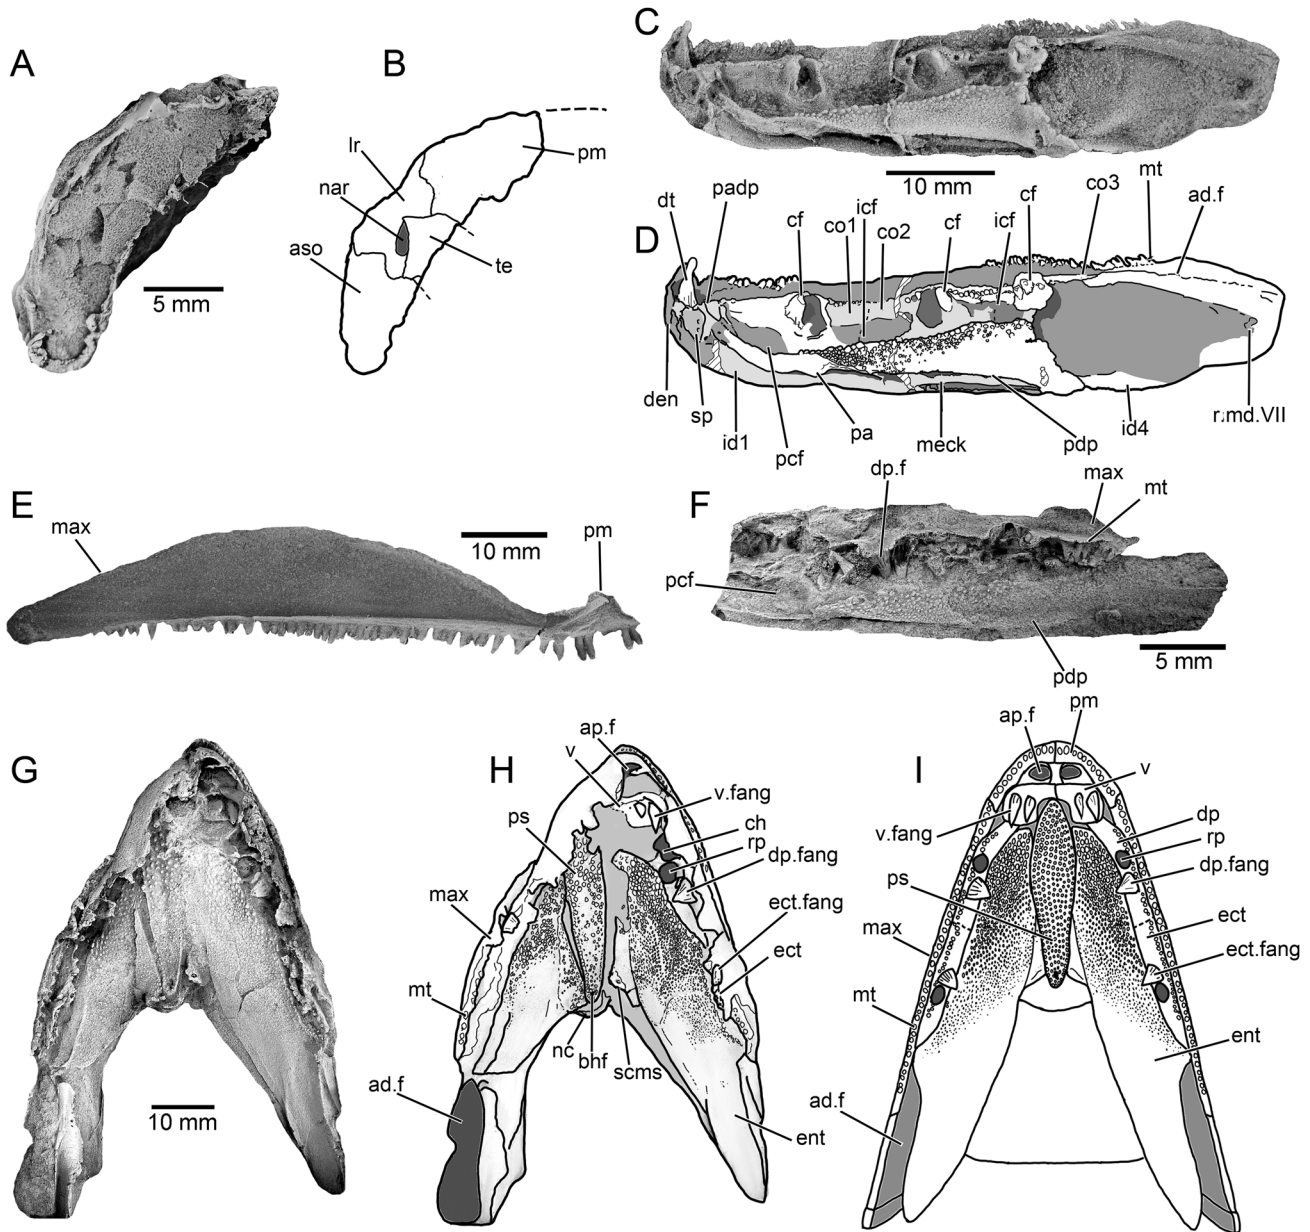 A
B
C
lr
nar
aso
pm
te
5 mm
10 mm
D
dt
padp
cf
co1
icf
co2
cf
icf
cf
co3
mt
ad.f
den
sp
id1
pcf
pa
meck
pdp
id4
r.md.VII
E
max
10 mm
pm
F
dp.f
max
mt
pcf
pdp
5 mm
G
10 mm
H
ap.f
v
v.fang
ps
ch
rp
dp.fang
max
ect.fang
ect
mt
nc
bhf
scms
ad.f
ent
I
ap.f
pm
v
v.fang
dp
rp
dp.fang
ps
ect
max
ect.fang
mt
ent
ad.f